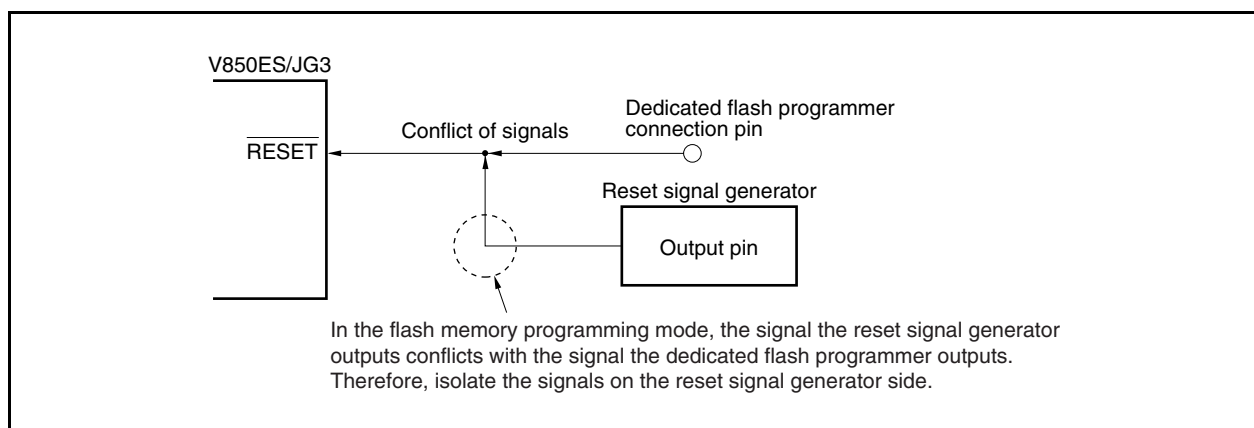 V850ES/JG3
Dedicated flash programmer
connection pin
Conflict of signals
RESET
Reset signal generator
Output pin
In the flash memory programming mode, the signal the reset signal generator
outputs conflicts with the signal the dedicated flash programmer outputs.
Therefore, isolate the signals on the reset signal generator side.